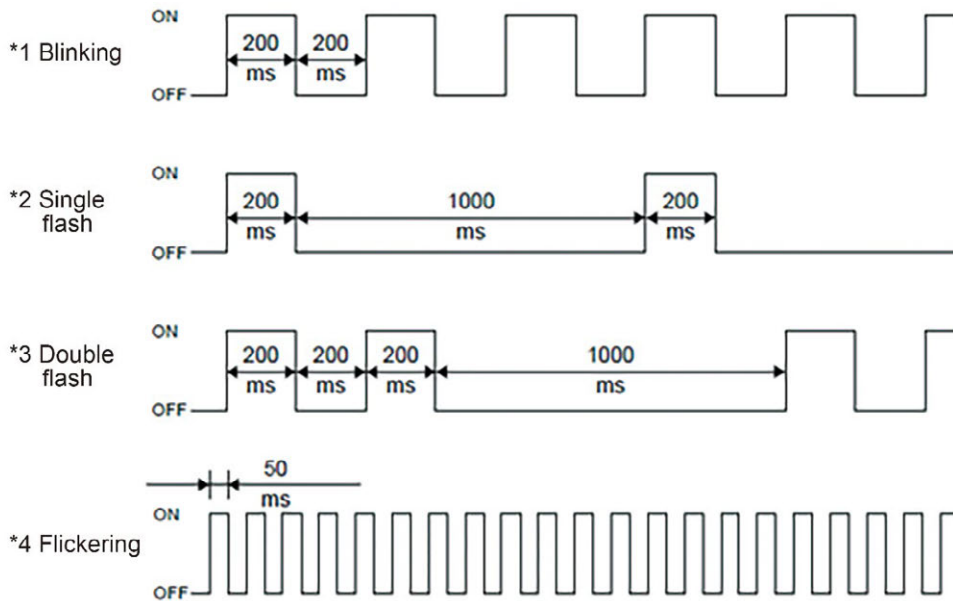 ON
*1 Blinking
200 200
ms ms
OFF
ON
*2 Single
flash
200 1000 200
ms ms ms
OFF
ON
*3 Double
flash
200 200 200 1000
ms ms ms ms
OFF
50
ms
ON
*4 Flickering
OFF